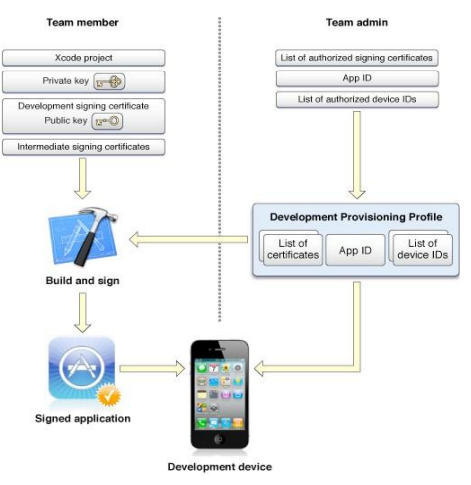 Team member
Team admin
Xcode project
Private key
Development signing certificate
Public key
Intermediate signing certificates
List of authorized signing certificates
App ID
List of authorized device IDs
Development Provisioning Profile
List of
certificates
App ID
List of
device IDs
Build and sign
Signed application
Development device